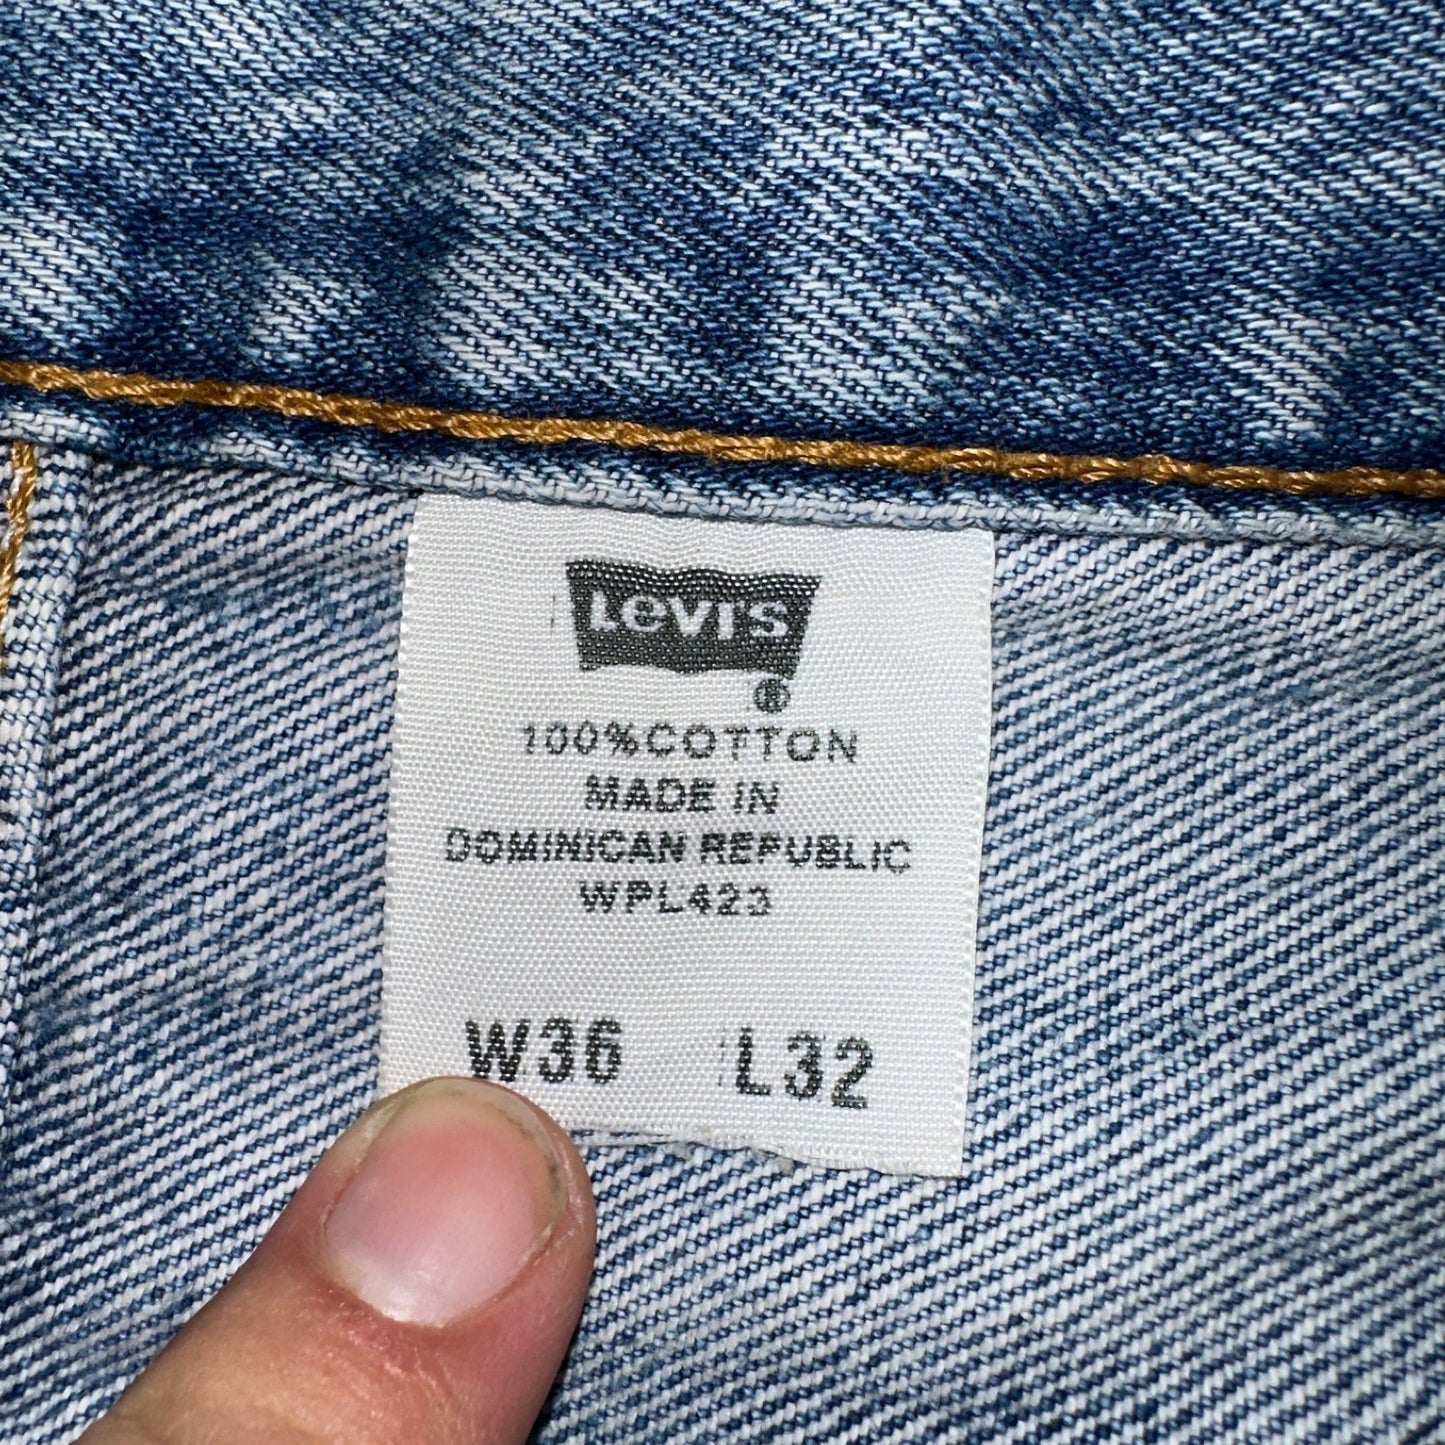 Levi's
®
100%COTTON
MADE IN
DOMINICAN REPUBLIC
WPL423
W36 L32